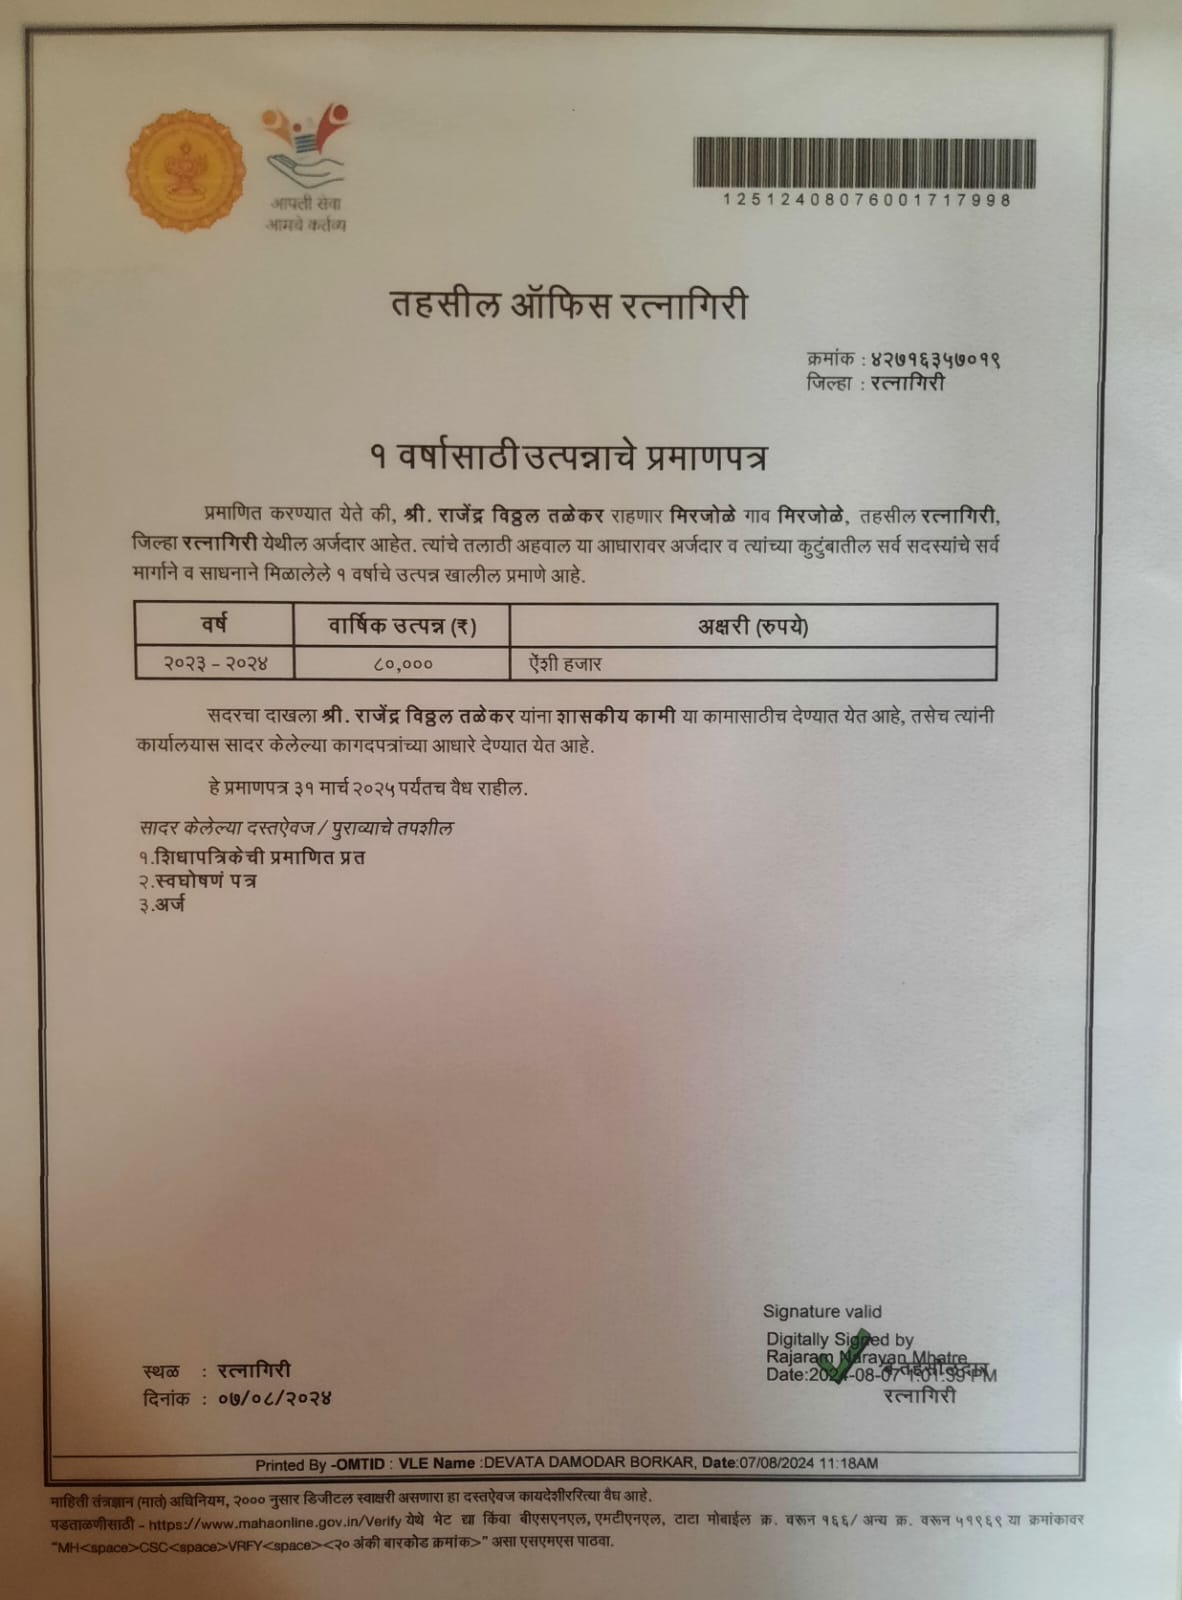 आपली सेवा
आमचे कर्तव्य
12512408076001717998
तहसील ऑफिस रत्नागिरी
क्रमांक : ४२७१६३५७०१९
जिल्हा : रत्नागिरी
१ वर्षासाठी उत्पन्नाचे प्रमाणपत्र
प्रमाणित करण्यात येते की, श्री. राजेंद्र विठ्ठल तळेकर राहणार मिरजोळे गाव मिरजोळे, तहसील रत्नागिरी,
जिल्हा रत्नागिरी येथील अर्जदार आहेत. त्यांचे तलाठी अहवाल या आधारावर अर्जदार व त्यांच्या कुटुंबातील सर्व सदस्यांचे सर्व
मार्गाने व साधनाने मिळालेले १ वर्षाचे उत्पन्न खालील प्रमाणे आहे.
वर्ष वार्षिक उत्पन्न (₹) अक्षरी (रुपये)
२०२३ - २०२४ ८०,००० ऐंशी हजार
सदरचा दाखला श्री. राजेंद्र विठ्ठल तळेकर यांना शासकीय कामी या कामासाठीच देण्यात येत आहे, तसेच त्यांनी
कार्यालयास सादर केलेल्या कागदपत्रांच्या आधारे देण्यात येत आहे.
हे प्रमाणपत्र ३१ मार्च २०२५ पर्यंतच वैध राहील.
सादर केलेल्या दस्तऐवज / पुराव्याचे तपशील
१.शिधापत्रिकेची प्रमाणित प्रत
२.स्वघोषणं पत्र
३.अर्ज
Signature valid
Digitally Signed by
Rajaram Narayan Mhatre
Date:2024-08-07 1:01:39 PM
तहसीलदार
रत्नागिरी
स्थळ : रत्नागिरी
दिनांक : ०७/०८/२०२४
Printed By -OMTID : VLE Name :DEVATA DAMODAR BORKAR, Date:07/08/2024 11:18AM
माहिती तंत्रज्ञान (मातं) अधिनियम, २००० नुसार डिजीटल स्वाक्षरी असणारा हा दस्तऐवज कायदेशीररित्या वैध आहे.
पडताळणीसाठी - https://www.mahaonline.gov.in/Verify येथे भेट द्या किंवा बीएसएनएल, एमटीएनएल, टाटा मोबाईल क्र. वरून १६६/ अन्य क्र. वरून ५१९६९ या क्रमांकावर
"MH<space>CSC<space>VRFY<space><२० अंकी बारकोड क्रमांक>" असा एसएमएस पाठवा.